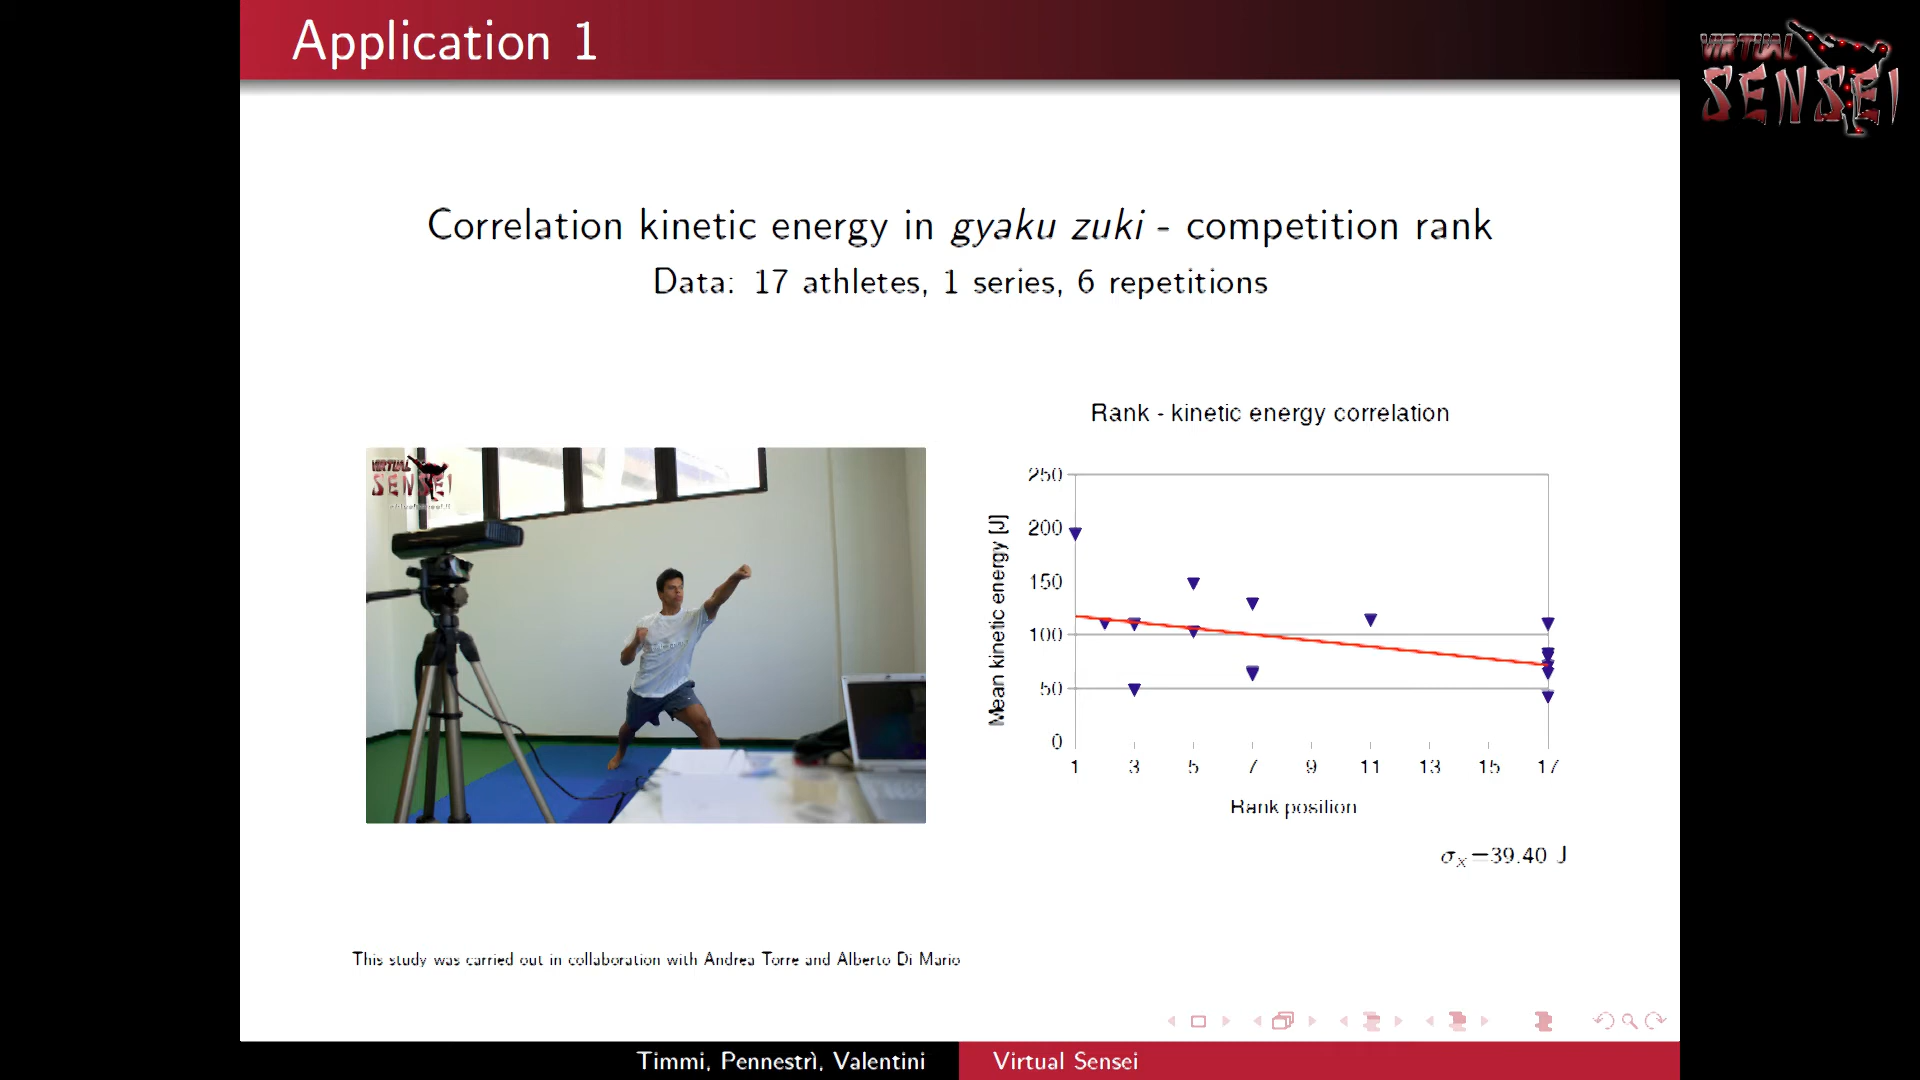 Application 1
VIRTUAL
SENSEI
Correlation kinetic energy in gyaku zuki - competition rank
Data: 17 athletes, 1 series, 6 repetitions
VIRTUAL
SENSEI
Rank - kinetic energy correlation
Mean kinetic energy [J]
250
200
150
100
50
0
1 3 5 7 9 11 13 15 17
Rank position
σx=39.40 J
This study was carried out in collaboration with Andrea Torre and Alberto Di Mario
Timmi, Pennestrì, Valentini
Virtual Sensei